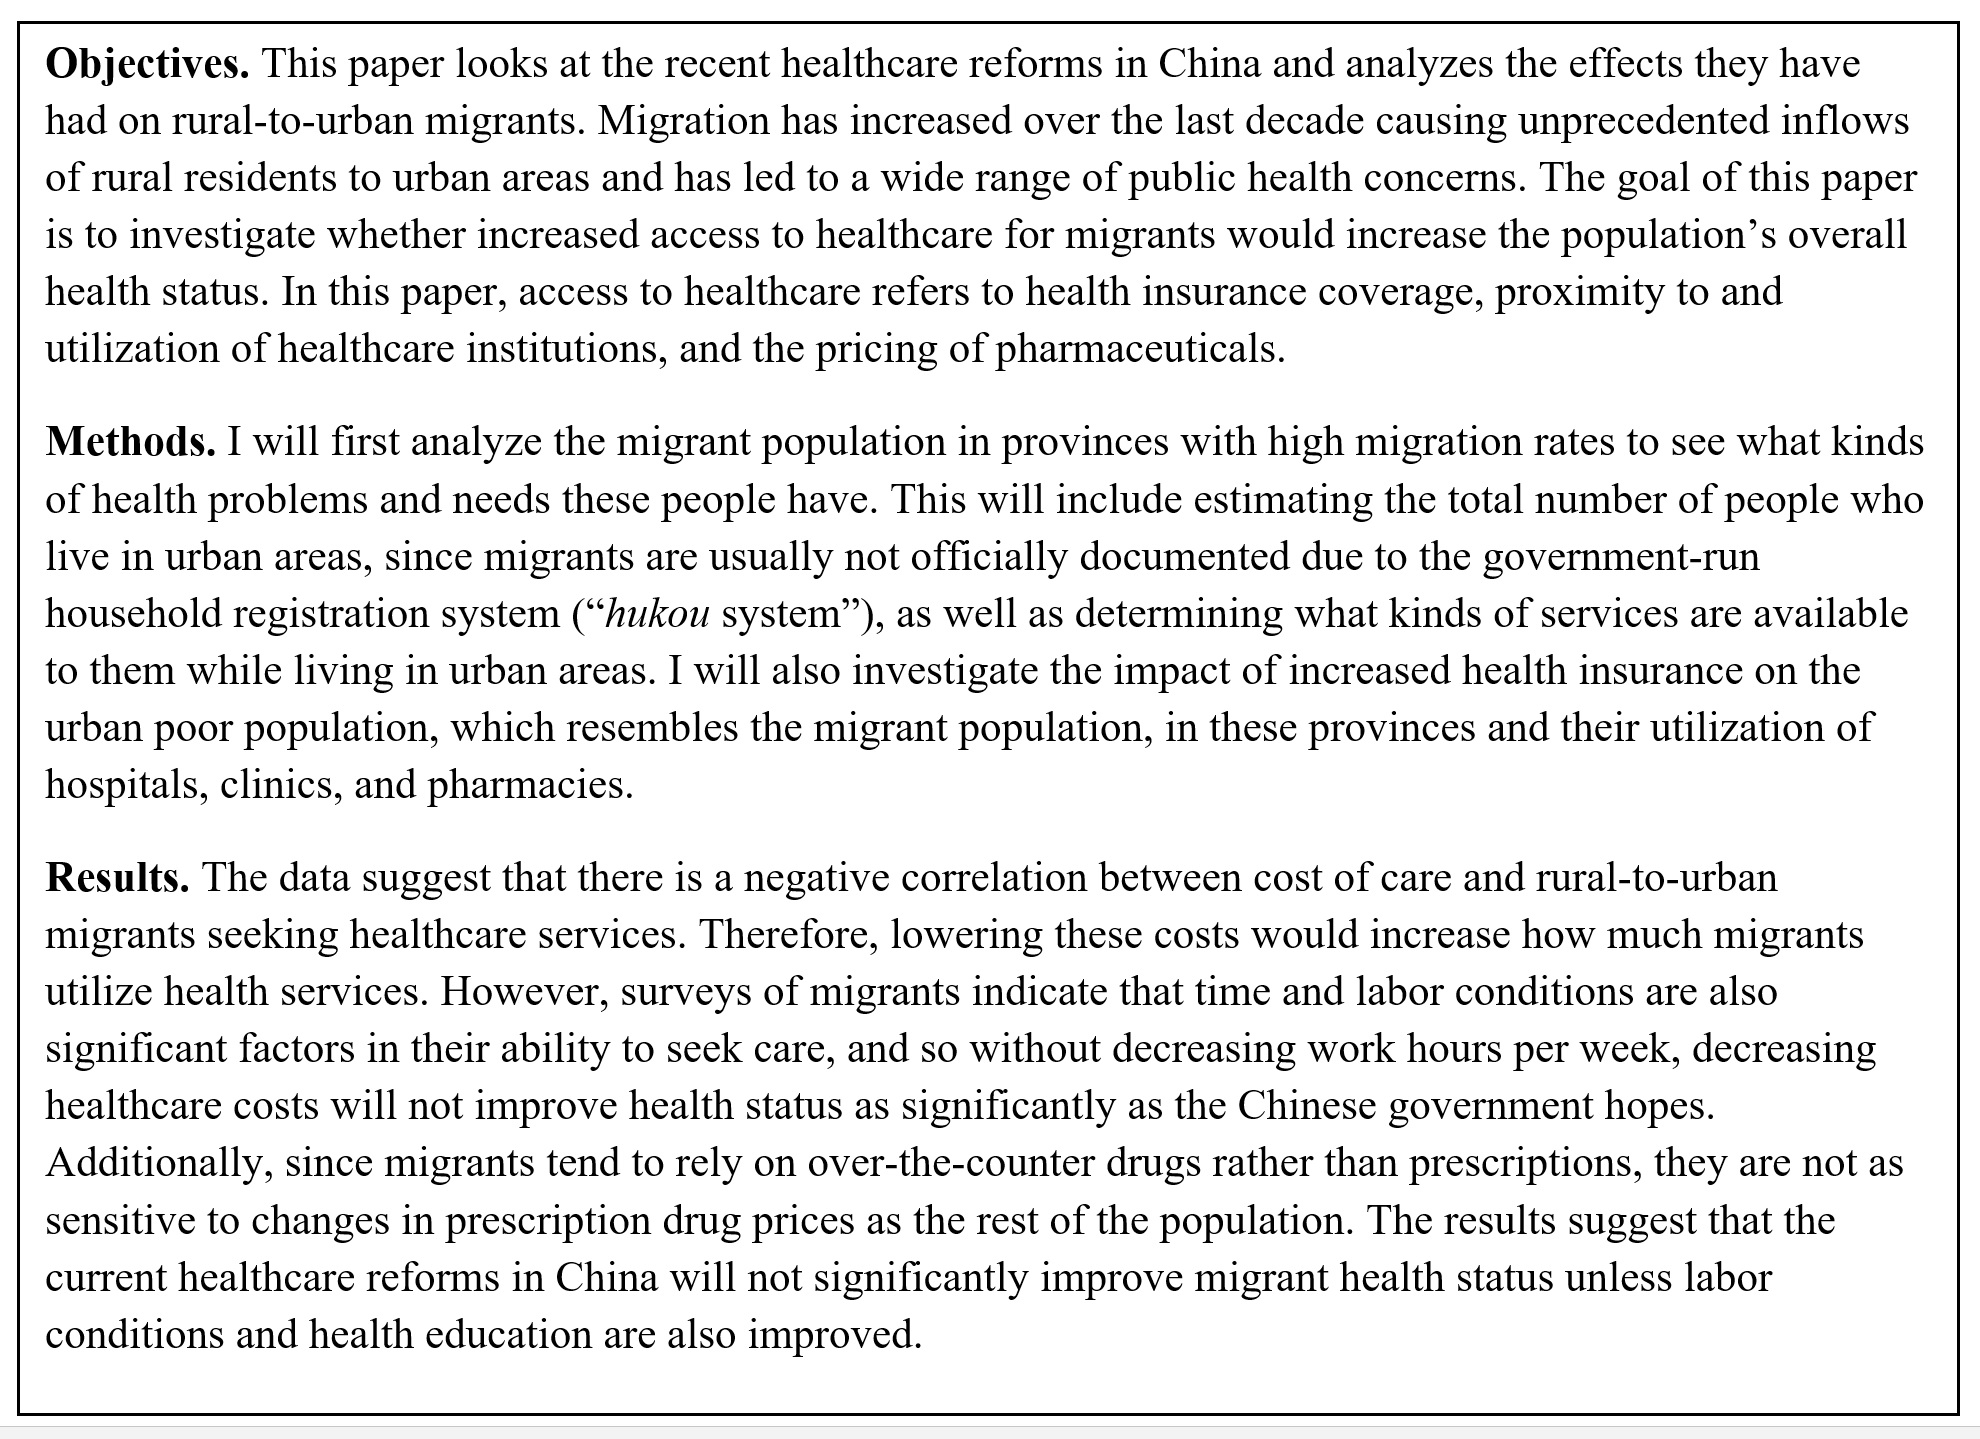 Objectives. This paper looks at the recent healthcare reforms in China and analyzes the effects they have
had on rural-to-urban migrants. Migration has increased over the last decade causing unprecedented inflows
of rural residents to urban areas and has led to a wide range of public health concerns. The goal of this paper
is to investigate whether increased access to healthcare for migrants would increase the population’s overall
health status. In this paper, access to healthcare refers to health insurance coverage, proximity to and
utilization of healthcare institutions, and the pricing of pharmaceuticals.
Methods. I will first analyze the migrant population in provinces with high migration rates to see what kinds
of health problems and needs these people have. This will include estimating the total number of people who
live in urban areas, since migrants are usually not officially documented due to the government-run
household registration system (“hukou system”), as well as determining what kinds of services are available
to them while living in urban areas. I will also investigate the impact of increased health insurance on the
urban poor population, which resembles the migrant population, in these provinces and their utilization of
hospitals, clinics, and pharmacies.
Results. The data suggest that there is a negative correlation between cost of care and rural-to-urban
migrants seeking healthcare services. Therefore, lowering these costs would increase how much migrants
utilize health services. However, surveys of migrants indicate that time and labor conditions are also
significant factors in their ability to seek care, and so without decreasing work hours per week, decreasing
healthcare costs will not improve health status as significantly as the Chinese government hopes.
Additionally, since migrants tend to rely on over-the-counter drugs rather than prescriptions, they are not as
sensitive to changes in prescription drug prices as the rest of the population. The results suggest that the
current healthcare reforms in China will not significantly improve migrant health status unless labor
conditions and health education are also improved.